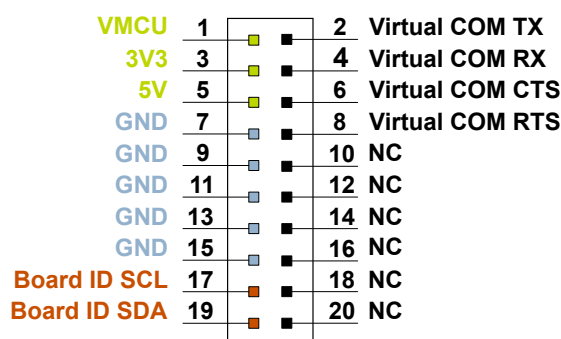 VMCU 1 2 Virtual COM TX
3V3 3 4 Virtual COM RX
5V 5 6 Virtual COM CTS
GND 7 8 Virtual COM RTS
GND 9 10 NC
GND 11 12 NC
GND 13 14 NC
GND 15 16 NC
Board ID SCL 17 18 NC
Board ID SDA 19 20 NC